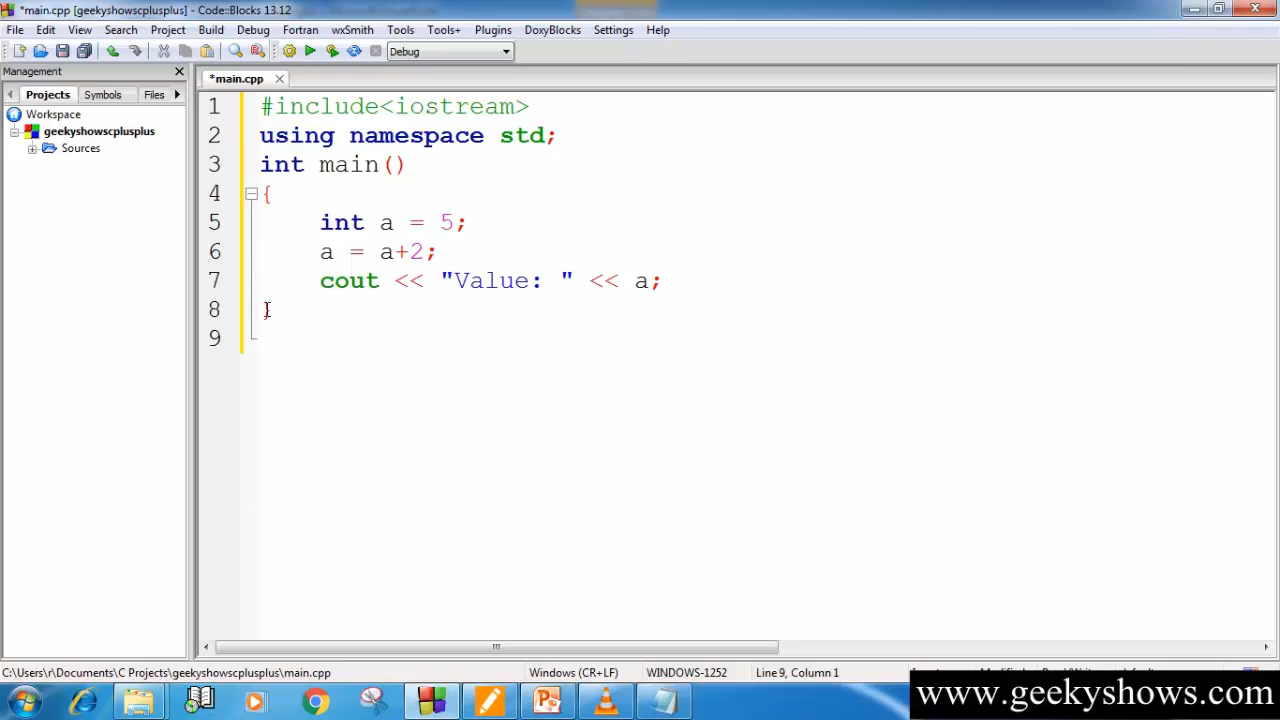 *main.cpp [geekyshowscplusplus] - Code::Blocks 13.12
File Edit View Search Project Build Debug Fortran wxSmith Tools Tools+ Plugins DoxyBlocks Settings Help
Debug
Management
*main.cpp
Projects Symbols Files
Workspace
geekyshowscplusplus
Sources
1 #include<iostream>
2 using namespace std;
3 int main()
4 {
5 int a = 5;
6 a = a+2;
7 cout << "Value: " << a;
8 }
9
C:\Users\r\Documents\C Projects\geekyshowscplusplus\main.cpp Windows (CR+LF) WINDOWS-1252 Line 9, Column 1
www.geekyshows.com